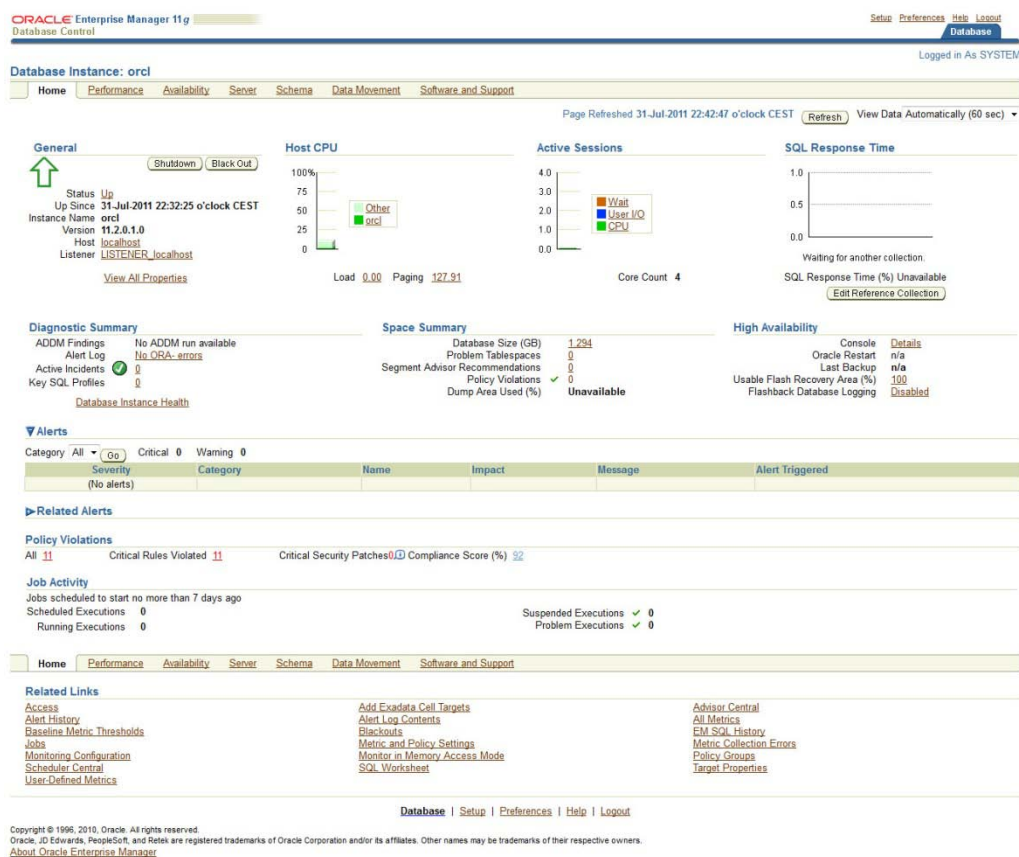 ORACLE Enterprise Manager 11g
Database Control
Setup Preferences Help Logout
Database
Logged in As SYSTEM
Database Instance: orcl
Home Performance Availability Server Schema Data Movement Software and Support
Page Refreshed 31-Jul-2011 22:42:47 o'clock CEST Refresh View Data Automatically (60 sec)
General
Shutdown Black Out
Status Up
Up Since 31-Jul-2011 22:32:25 o'clock CEST
Instance Name orcl
Version 11.2.0.1.0
Host localhost
Listener LISTENER_localhost
View All Properties
Host CPU
100%
75
50
25
0
Other
orcl
Load 0.00 Paging 127.91
Active Sessions
4.0
3.0
2.0
1.0
0.0
Wait
User I/O
CPU
Core Count 4
SQL Response Time
1.0
0.5
0.0
Waiting for another collection.
SQL Response Time (%) Unavailable
Edit Reference Collection
Diagnostic Summary
ADDM Findings No ADDM run available
Alert Log No ORA- errors
Active Incidents 0
Key SQL Profiles 0
Database Instance Health
Space Summary
Database Size (GB) 1.294
Problem Tablespaces 0
Segment Advisor Recommendations 0
Policy Violations 0
Dump Area Used (%) Unavailable
High Availability
Console Details
Oracle Restart n/a
Last Backup n/a
Usable Flash Recovery Area (%) 100
Flashback Database Logging Disabled
Alerts
Category All Go Critical 0 Warning 0
Severity Category Name Impact Message Alert Triggered
(No alerts)
Related Alerts
Policy Violations
All 11 Critical Rules Violated 11 Critical Security Patches 0 Compliance Score (%) 92
Job Activity
Jobs scheduled to start no more than 7 days ago
Scheduled Executions 0 Suspended Executions 0
Running Executions 0 Problem Executions 0
Home Performance Availability Server Schema Data Movement Software and Support
Related Links
Access
Alert History
Baseline Metric Thresholds
Jobs
Monitoring Configuration
Scheduler Central
User-Defined Metrics
Add Exadata Cell Targets
Alert Log Contents
Blackouts
Metric and Policy Settings
Monitor in Memory Access Mode
SQL Worksheet
Advisor Central
All Metrics
EM SQL History
Metric Collection Errors
Policy Groups
Target Properties
Database | Setup | Preferences | Help | Logout
Copyright © 1996, 2010, Oracle. All rights reserved.
Oracle, JD Edwards, PeopleSoft, and Retek are registered trademarks of Oracle Corporation and/or its affiliates. Other names may be trademarks of their respective owners.
About Oracle Enterprise Manager